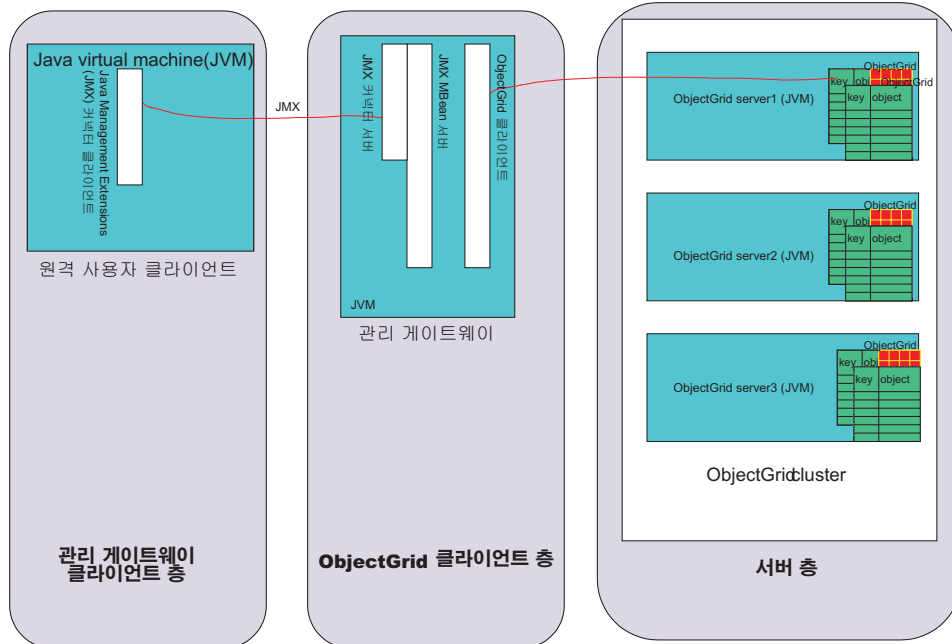 Java virtual machine(JVM)
Java Management Extensions
(JMX) 커넥터 클라이언트
원격 사용자 클라이언트
관리 게이트웨이
클라이언트 층
JMX
JMX 커넥터 서버
JMX MBean 서버
ObjectGrid 클라이언트
JVM
관리 게이트웨이
ObjectGrid 클라이언트 층
ObjectGrid
ObjectGrid
key obj
key object
ObjectGrid server1 (JVM)
ObjectGrid
key obj
key object
ObjectGrid server2 (JVM)
ObjectGrid
key obj
key object
ObjectGrid server3 (JVM)
ObjectGridcluster
서버 층